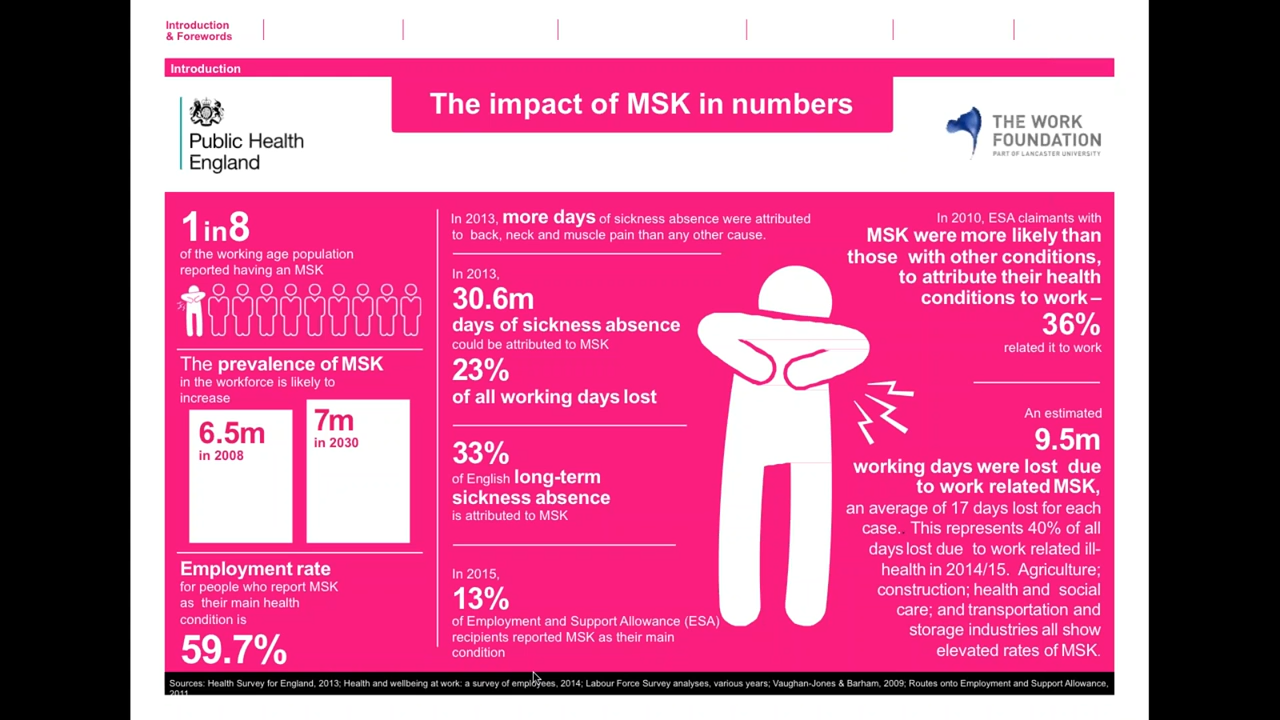 Introduction
& Forewords
Introduction
The impact of MSK in numbers
Public Health
England
THE WORK
FOUNDATION
PART OF LANCASTER UNIVERSITY
1 in 8
of the working age population
reported having an MSK
The prevalence of MSK
in the workforce is likely to
increase
6.5m
in 2008
7m
in 2030
Employment rate
for people who report MSK
as their main health
condition is
59.7%
In 2013, more days of sickness absence were attributed
to back, neck and muscle pain than any other cause.
In 2013,
30.6m
days of sickness absence
could be attributed to MSK
23%
of all working days lost
33%
of English long-term
sickness absence
is attributed to MSK
In 2015,
13%
of Employment and Support Allowance (ESA)
recipients reported MSK as their main
condition
In 2010, ESA claimants with
MSK were more likely than
those with other conditions,
to attribute their health
conditions to work –
36%
related it to work
An estimated
9.5m
working days were lost due
to work related MSK,
an average of 17 days lost for each
case.. This represents 40% of all
days lost due to work related ill-
health in 2014/15. Agriculture;
construction; health and social
care; and transportation and
storage industries all show
elevated rates of MSK.
Sources: Health Survey for England, 2013; Health and wellbeing at work: a survey of employees, 2014; Labour Force Survey analyses, various years; Vaughan-Jones & Barham, 2009; Routes onto Employment and Support Allowance,
2011